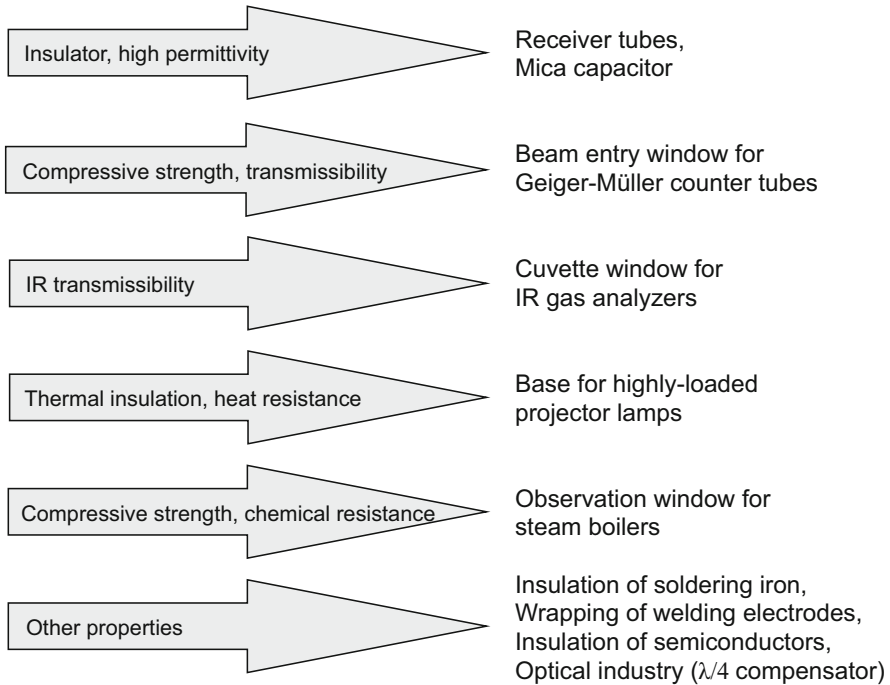 Insulator, high permittivity
Receiver tubes,
Mica capacitor
Compressive strength, transmissibility
Beam entry window for
Geiger-Müller counter tubes
IR transmissibility
Cuvette window for
IR gas analyzers
Thermal insulation, heat resistance
Base for highly-loaded
projector lamps
Compressive strength, chemical resistance
Observation window for
steam boilers
Other properties
Insulation of soldering iron,
Wrapping of welding electrodes,
Insulation of semiconductors,
Optical industry (λ/4 compensator)